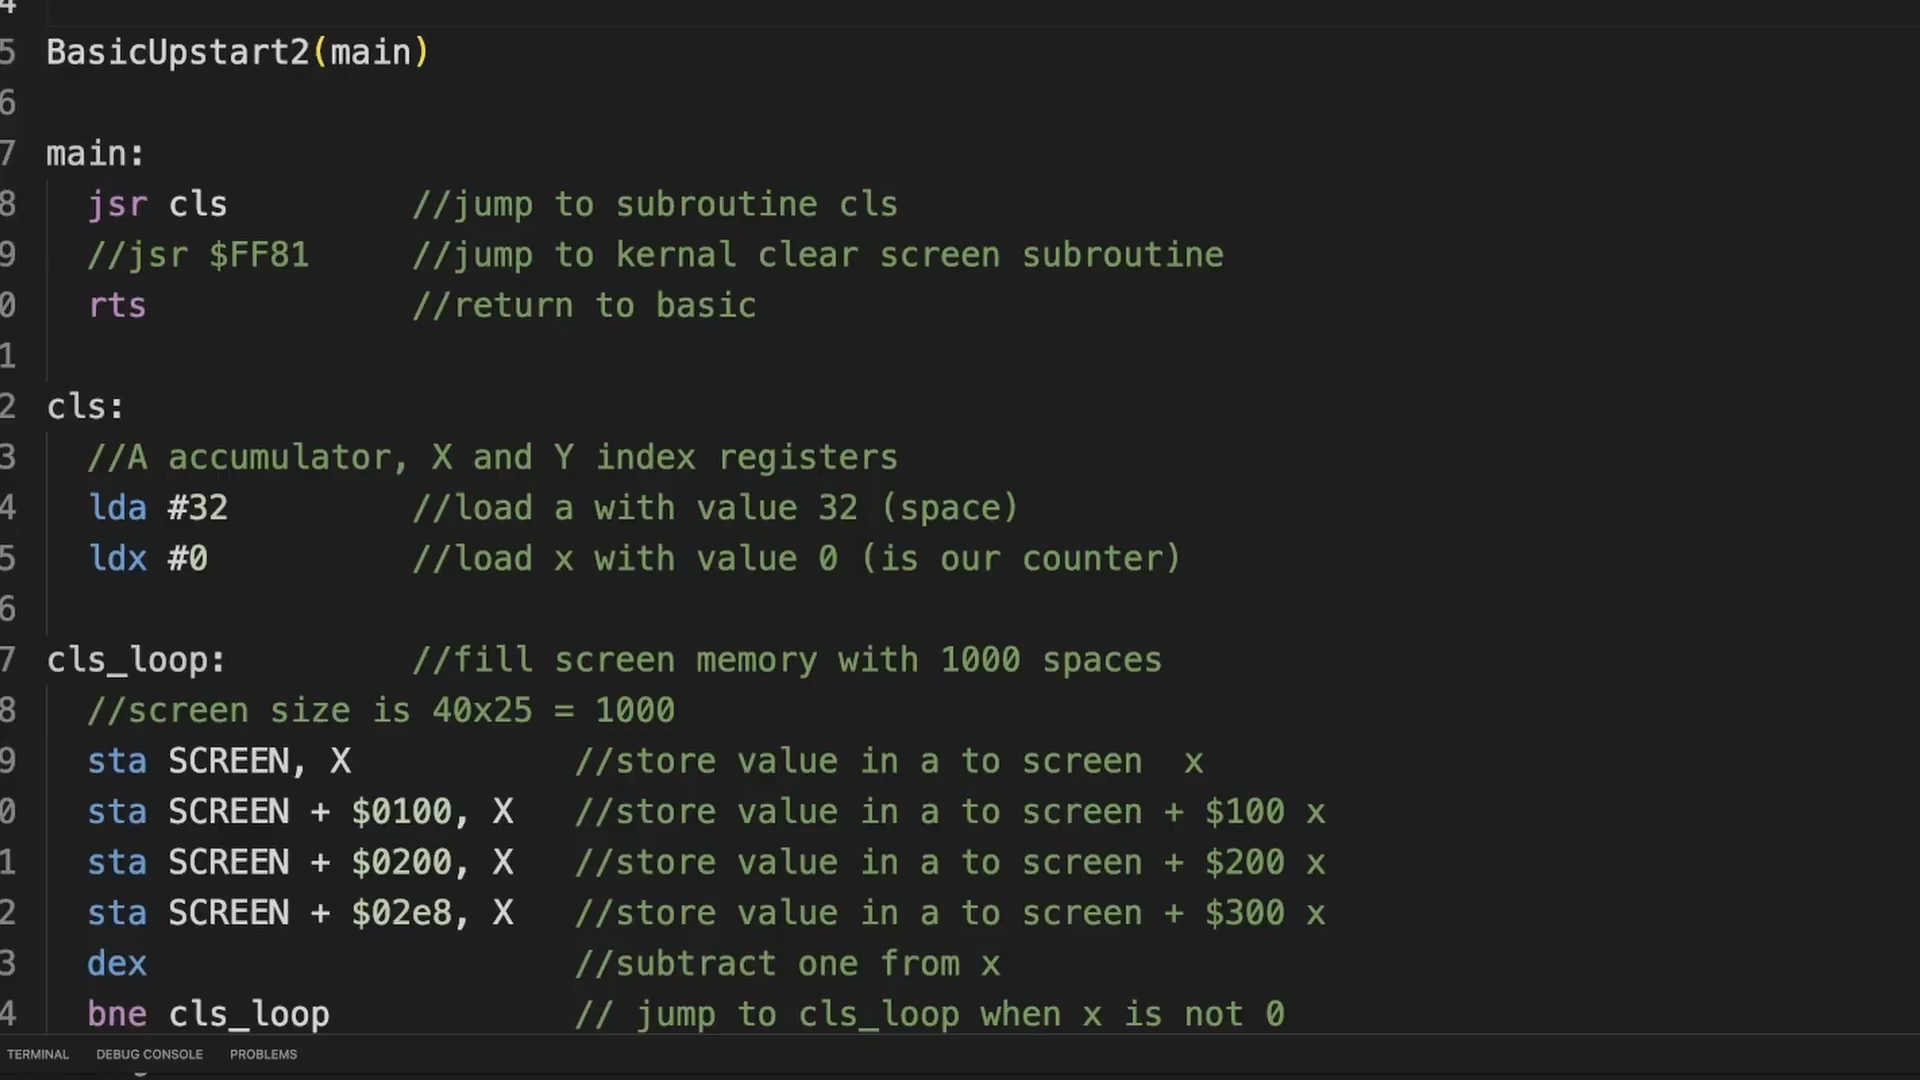 4
5 BasicUpstart2(main)
6
7 main:
8 jsr cls //jump to subroutine cls
9 //jsr $FF81 //jump to kernal clear screen subroutine
0 rts //return to basic
1
2 cls:
3 //A accumulator, X and Y index registers
4 lda #32 //load a with value 32 (space)
5 ldx #0 //load x with value 0 (is our counter)
6
7 cls_loop: //fill screen memory with 1000 spaces
8 //screen size is 40x25 = 1000
9 sta SCREEN, X //store value in a to screen x
0 sta SCREEN + $0100, X //store value in a to screen + $100 x
1 sta SCREEN + $0200, X //store value in a to screen + $200 x
2 sta SCREEN + $02e8, X //store value in a to screen + $300 x
3 dex //subtract one from x
4 bne cls_loop // jump to cls_loop when x is not 0
TERMINAL DEBUG CONSOLE PROBLEMS